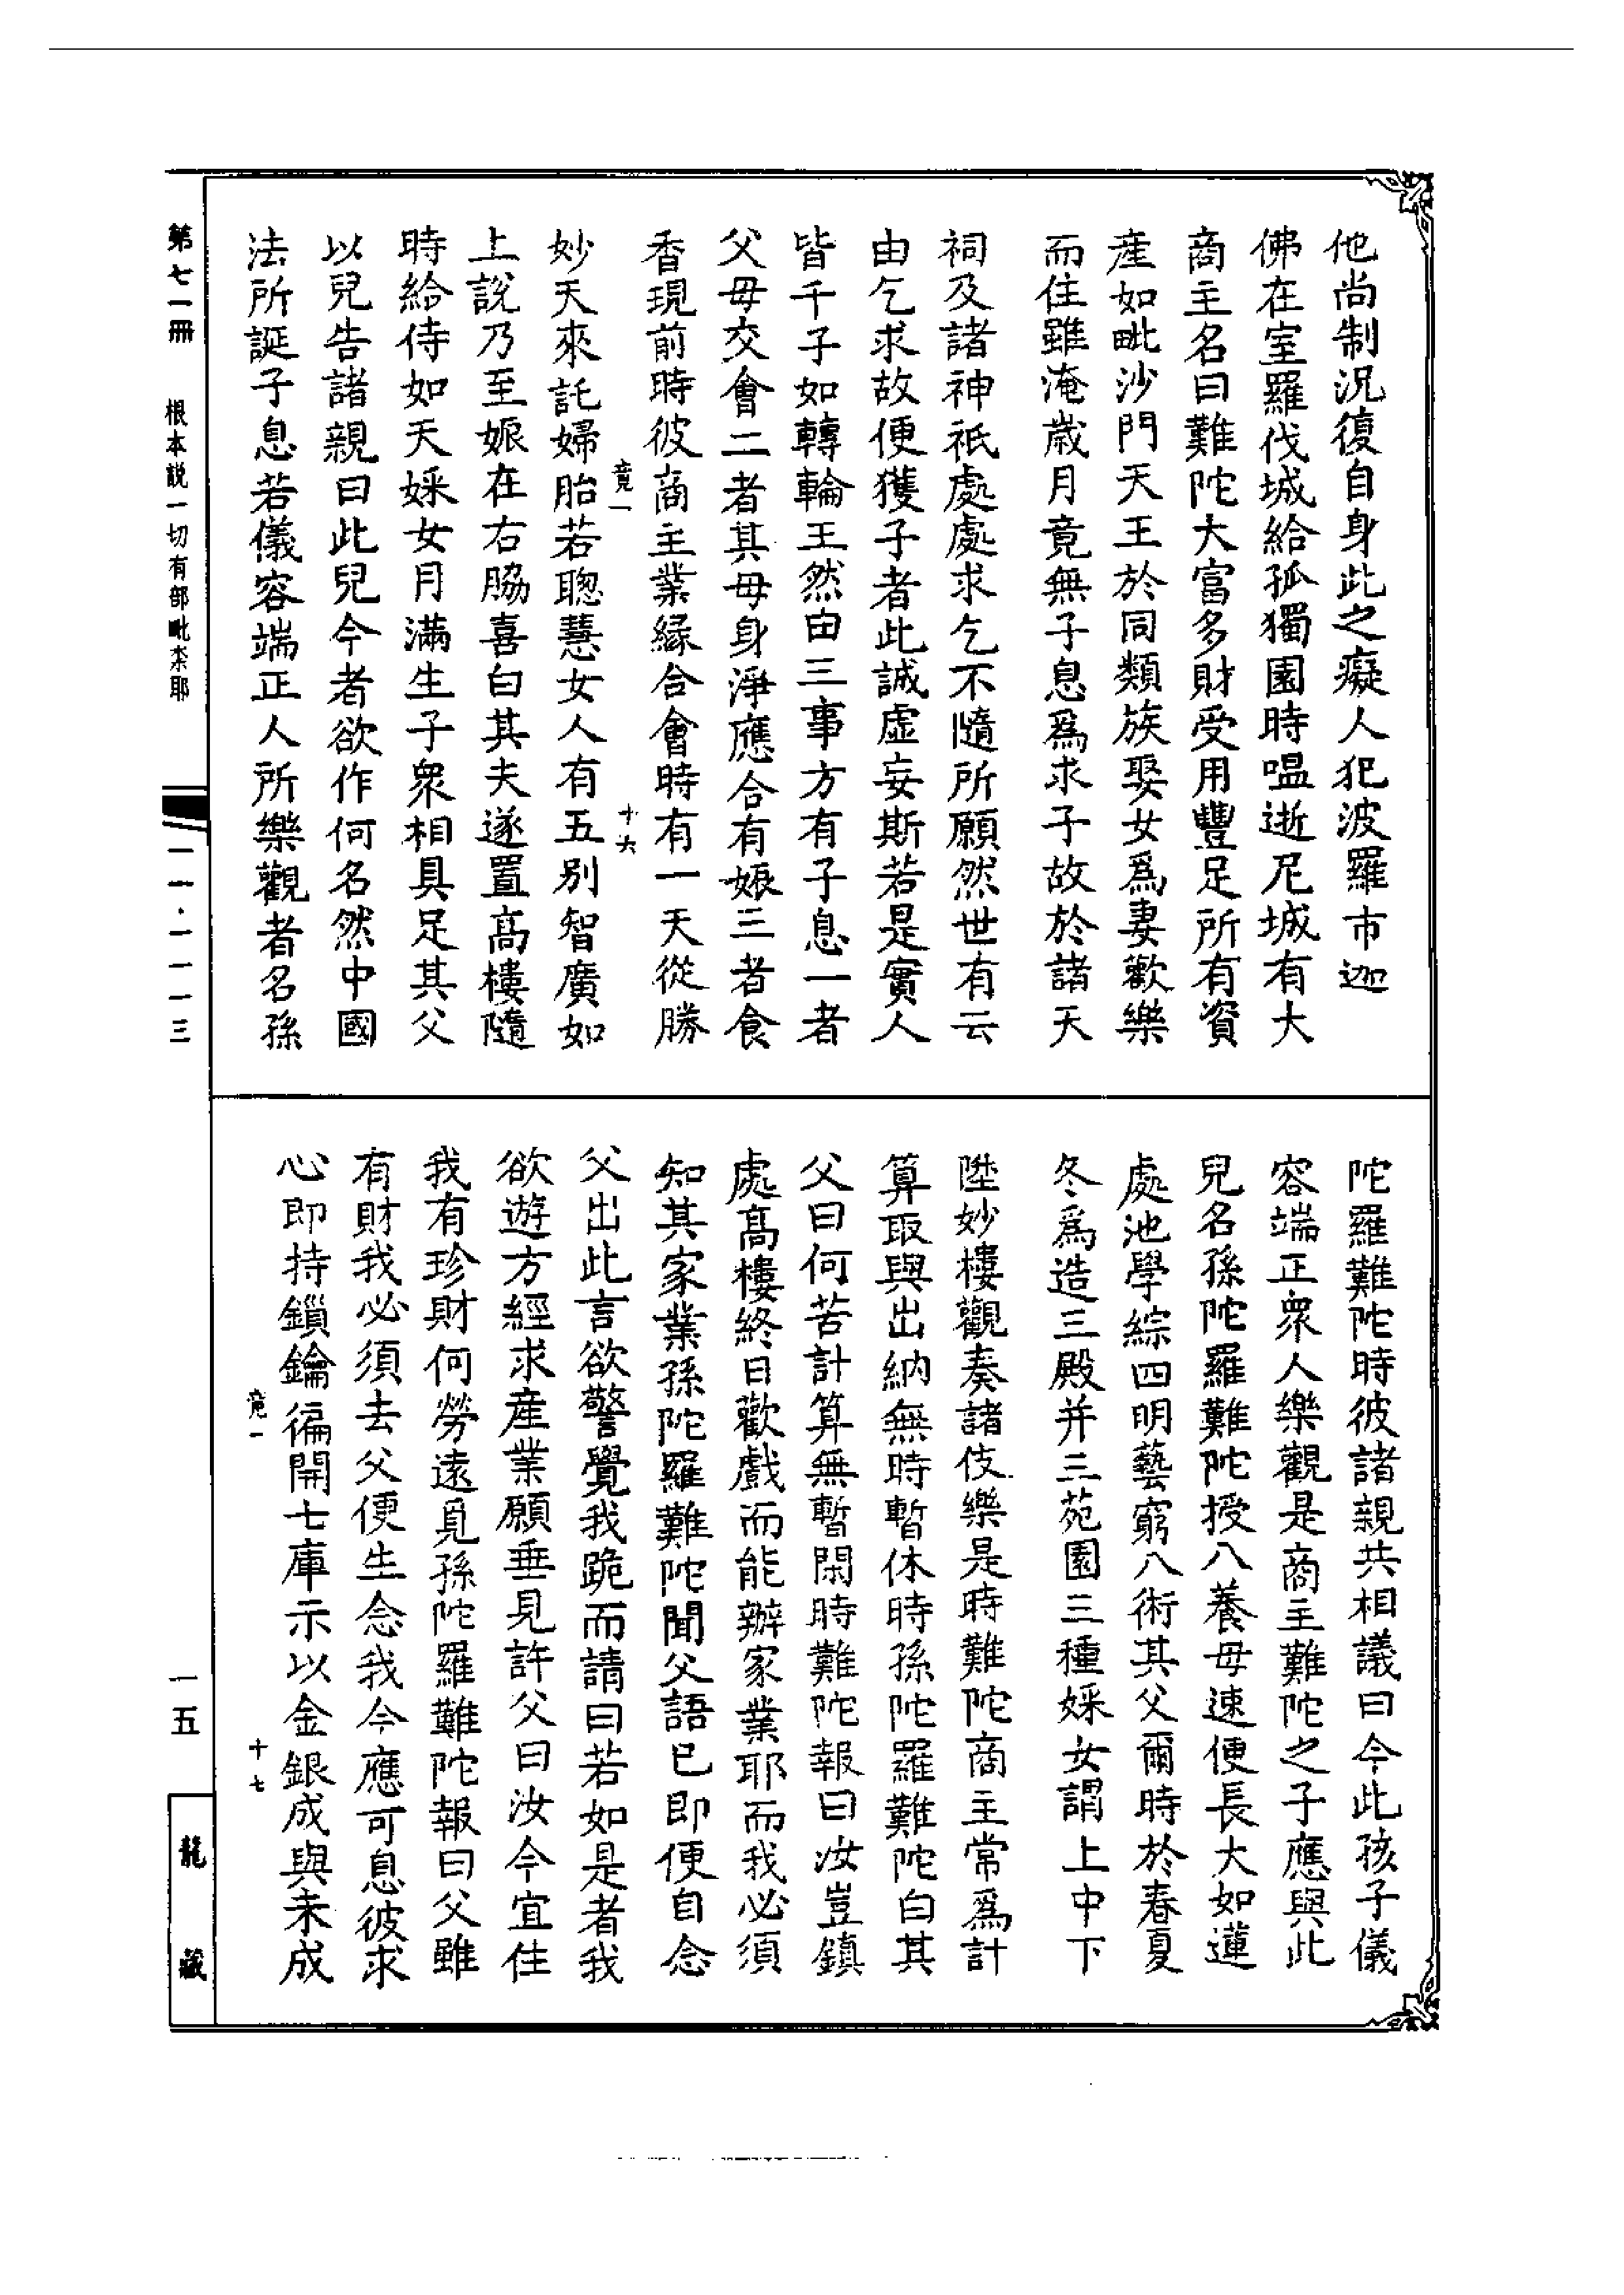 他尚制況復自身此之癡人犯波羅市迦
佛在室羅伐城給孤獨園時嗢逝尼城有大
商主名曰難陀大富多財受用豐足所有資
産如毗沙門天王於同類族娶女爲妻歡樂
而住雖淹歲月竟無子息爲求子故於諸天
祠及諸神祇處處求乞不隨所願然世有云
由乞求故便獲子者此誠虚妄斯若是實人
皆千子如轉輪王然由三事方有子息一者
父母交會二者其母身淨應合有娠三者食
香現前時彼商主業緣合會時有一天從勝
竟一
十六
妙天來託婦胎若聰慧女人有五别智廣如
上說乃至娠在右脇喜白其夫遂置高樓隨
時給侍如天婇女月滿生子衆相具足其父
以兒告諸親曰此兒今者欲作何名然中國
法所誕子息若儀容端正人所樂觀者名孫
陀羅難陀時彼諸親共相議曰今此孩子儀
容端正衆人樂觀是商主難陀之子應與此
兒名孫陀羅難陀授八養母速便長大如蓮
處池學綜四明藝窮八術其父爾時於春夏
冬爲造三殿并三苑園三種婇女謂上中下
陞妙樓觀奏諸伎樂是時難陀商主常爲計
算取與出納無時暫休時孫陀羅難陀白其
父曰何苦計算無暫閑時難陀報曰汝豈鎮
處高樓終日歡戲而能辦家業耶而我必須
知其家業孫陀羅難陀聞父語已即便自念
父出此言欲警覺我跪而請曰若如是者我
欲遊方經求産業願垂見許父曰汝今宜住
我有珍財何勞遠覓孫陀羅難陀報曰父雖
有財我必須去父便生念我今應可息彼求
心即持鎖鑰徧開七庫示以金銀成與未成
竟一
十七
第七一冊
根本說一切有部毗柰耶
一一·一一一三
一五
龍藏